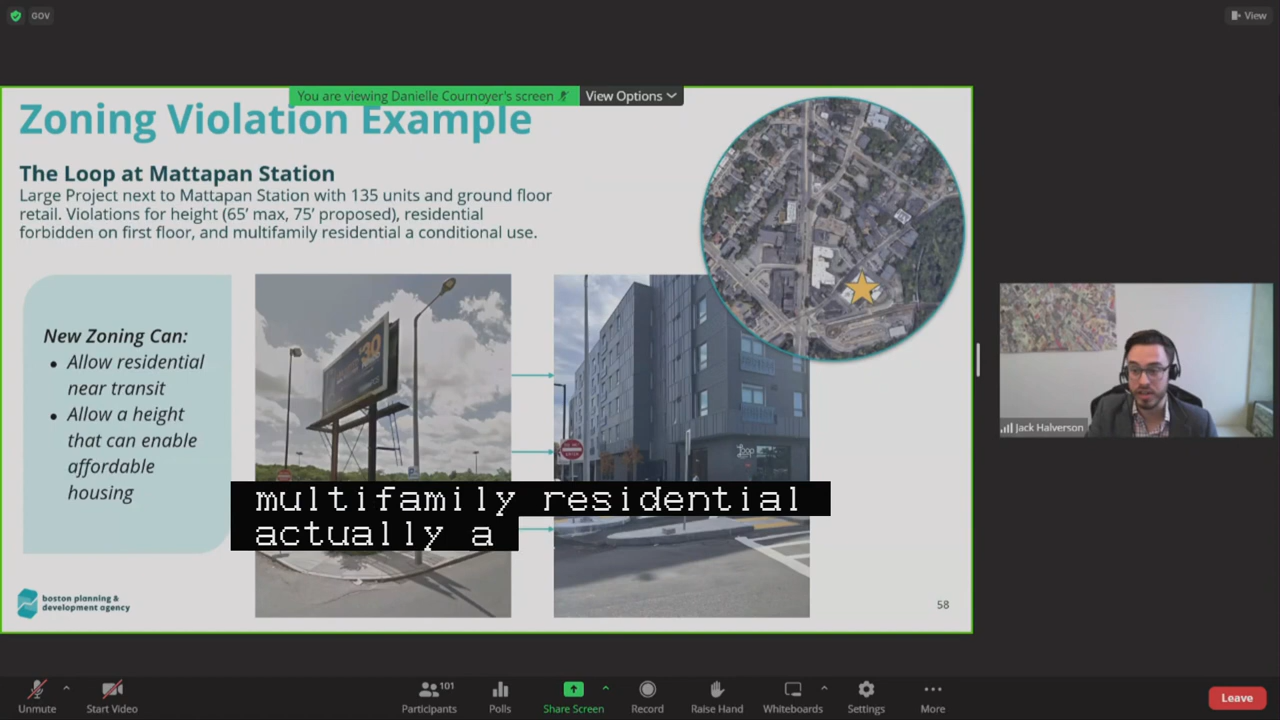 GOV
View
You are viewing Danielle Cournoyer's screen
View Options
Zoning Violation Example
The Loop at Mattapan Station
Large Project next to Mattapan Station with 135 units and ground floor
retail. Violations for height (65' max, 75' proposed), residential
forbidden on first floor, and multifamily residential a conditional use.
New Zoning Can:
• Allow residential
near transit
• Allow a height
that can enable
affordable
housing
$30
loop
multifamily residential
actually a
boston planning &
development agency
58
Jack Halverson
Unmute
Start Video
Participants
101
Polls
Share Screen
Record
Raise Hand
Whiteboards
Settings
More
Leave